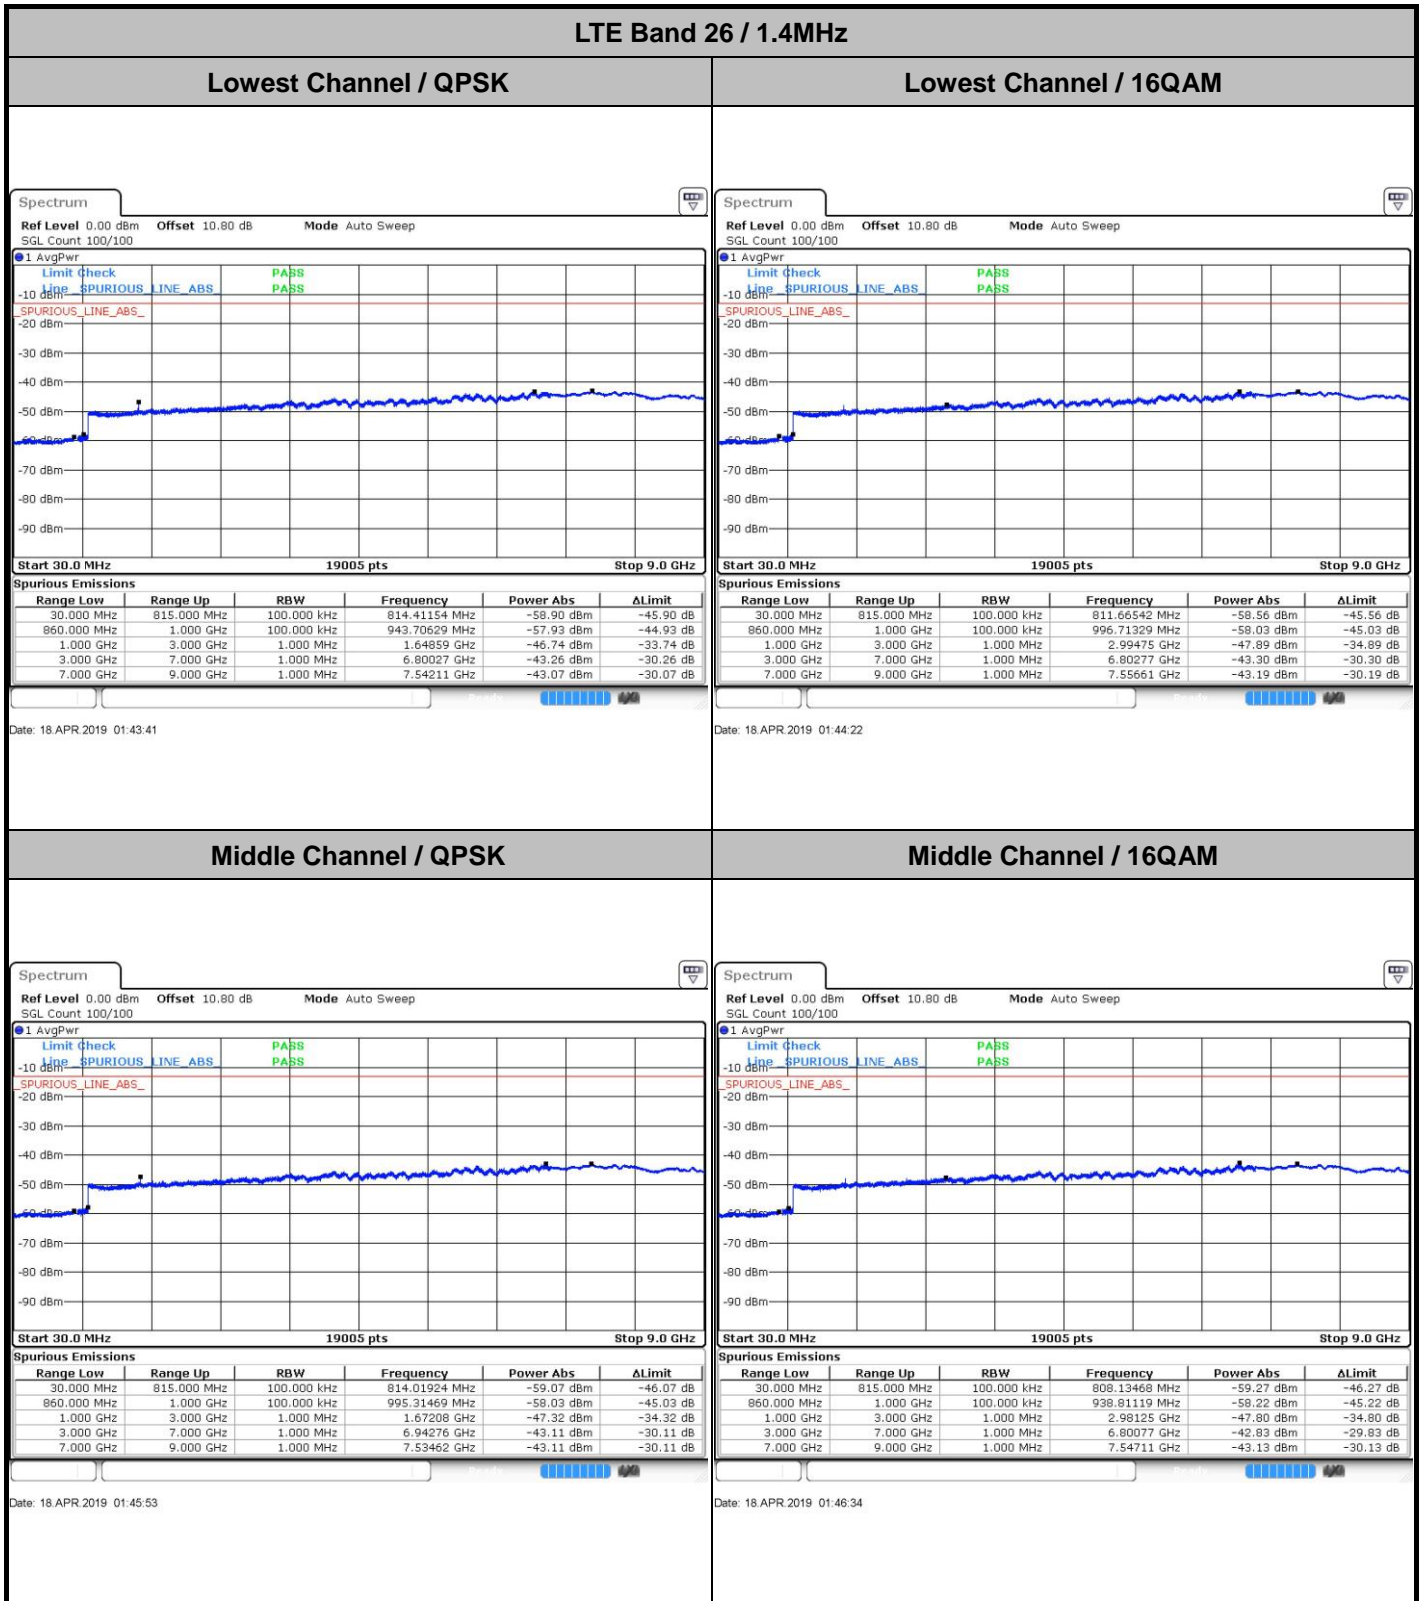 LTE Band 26 / 1.4MHz
Lowest Channel / QPSK
Lowest Channel / 16QAM
Spectrum
Ref Level 0.00 dBm Offset 10.80 dB Mode Auto Sweep
SGL Count 100/100
1 AvgPwr
Limit Check PASS
Line _SPURIOUS_LINE_ABS_ PASS
-10 dBm
_SPURIOUS_LINE_ABS_
-20 dBm
-30 dBm
-40 dBm
-50 dBm
-60 dBm
-70 dBm
-80 dBm
-90 dBm
Start 30.0 MHz 19005 pts Stop 9.0 GHz
Spurious Emissions
Range Low Range Up RBW Frequency Power Abs ΔLimit
30.000 MHz 815.000 MHz 100.000 kHz 814.41154 MHz -58.90 dBm -45.90 dB
860.000 MHz 1.000 GHz 100.000 kHz 943.70629 MHz -57.93 dBm -44.93 dB
1.000 GHz 3.000 GHz 1.000 MHz 1.64859 GHz -46.74 dBm -33.74 dB
3.000 GHz 7.000 GHz 1.000 MHz 6.80027 GHz -43.26 dBm -30.26 dB
7.000 GHz 9.000 GHz 1.000 MHz 7.54211 GHz -43.07 dBm -30.07 dB
Date: 18.APR.2019 01:43:41
Spectrum
Ref Level 0.00 dBm Offset 10.80 dB Mode Auto Sweep
SGL Count 100/100
1 AvgPwr
Limit Check PASS
Line _SPURIOUS_LINE_ABS_ PASS
-10 dBm
_SPURIOUS_LINE_ABS_
-20 dBm
-30 dBm
-40 dBm
-50 dBm
-60 dBm
-70 dBm
-80 dBm
-90 dBm
Start 30.0 MHz 19005 pts Stop 9.0 GHz
Spurious Emissions
Range Low Range Up RBW Frequency Power Abs ΔLimit
30.000 MHz 815.000 MHz 100.000 kHz 811.66542 MHz -58.56 dBm -45.56 dB
860.000 MHz 1.000 GHz 100.000 kHz 996.71329 MHz -58.03 dBm -45.03 dB
1.000 GHz 3.000 GHz 1.000 MHz 2.99475 GHz -47.89 dBm -34.89 dB
3.000 GHz 7.000 GHz 1.000 MHz 6.80277 GHz -43.30 dBm -30.30 dB
7.000 GHz 9.000 GHz 1.000 MHz 7.55661 GHz -43.19 dBm -30.19 dB
Date: 18.APR.2019 01:44:22
Middle Channel / QPSK
Middle Channel / 16QAM
Spectrum
Ref Level 0.00 dBm Offset 10.80 dB Mode Auto Sweep
SGL Count 100/100
1 AvgPwr
Limit Check PASS
Line _SPURIOUS_LINE_ABS_ PASS
-10 dBm
_SPURIOUS_LINE_ABS_
-20 dBm
-30 dBm
-40 dBm
-50 dBm
-60 dBm
-70 dBm
-80 dBm
-90 dBm
Start 30.0 MHz 19005 pts Stop 9.0 GHz
Spurious Emissions
Range Low Range Up RBW Frequency Power Abs ΔLimit
30.000 MHz 815.000 MHz 100.000 kHz 814.01924 MHz -59.07 dBm -46.07 dB
860.000 MHz 1.000 GHz 100.000 kHz 995.31469 MHz -58.03 dBm -45.03 dB
1.000 GHz 3.000 GHz 1.000 MHz 1.67208 GHz -47.32 dBm -34.32 dB
3.000 GHz 7.000 GHz 1.000 MHz 6.94276 GHz -43.11 dBm -30.11 dB
7.000 GHz 9.000 GHz 1.000 MHz 7.53462 GHz -43.11 dBm -30.11 dB
Date: 18.APR.2019 01:45:53
Spectrum
Ref Level 0.00 dBm Offset 10.80 dB Mode Auto Sweep
SGL Count 100/100
1 AvgPwr
Limit Check PASS
Line _SPURIOUS_LINE_ABS_ PASS
-10 dBm
_SPURIOUS_LINE_ABS_
-20 dBm
-30 dBm
-40 dBm
-50 dBm
-60 dBm
-70 dBm
-80 dBm
-90 dBm
Start 30.0 MHz 19005 pts Stop 9.0 GHz
Spurious Emissions
Range Low Range Up RBW Frequency Power Abs ΔLimit
30.000 MHz 815.000 MHz 100.000 kHz 808.13468 MHz -59.27 dBm -46.27 dB
860.000 MHz 1.000 GHz 100.000 kHz 938.81119 MHz -58.22 dBm -45.22 dB
1.000 GHz 3.000 GHz 1.000 MHz 2.98125 GHz -47.80 dBm -34.80 dB
3.000 GHz 7.000 GHz 1.000 MHz 6.80077 GHz -42.83 dBm -29.83 dB
7.000 GHz 9.000 GHz 1.000 MHz 7.54711 GHz -43.13 dBm -30.13 dB
Date: 18.APR.2019 01:46:34